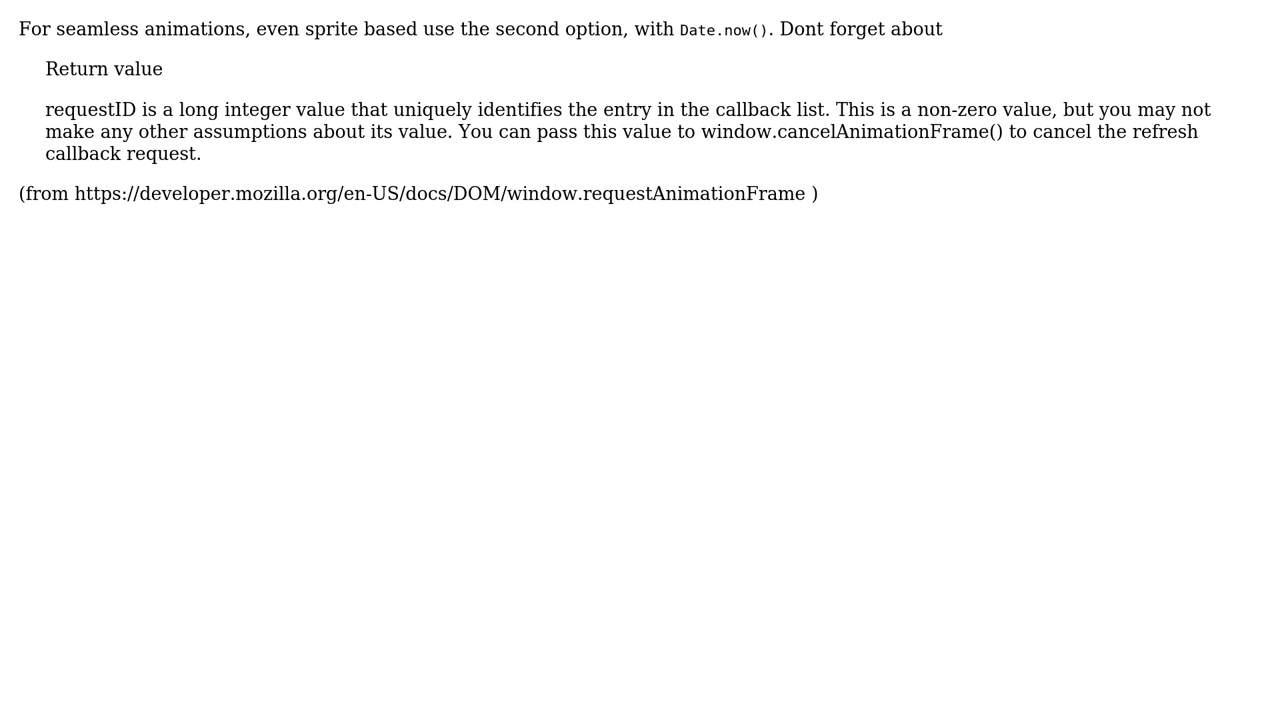 For seamless animations, even sprite based use the second option, with Date.now(). Dont forget about
Return value
requestID is a long integer value that uniquely identifies the entry in the callback list. This is a non-zero value, but you may not
make any other assumptions about its value. You can pass this value to window.cancelAnimationFrame() to cancel the refresh
callback request.
(from https://developer.mozilla.org/en-US/docs/DOM/window.requestAnimationFrame )